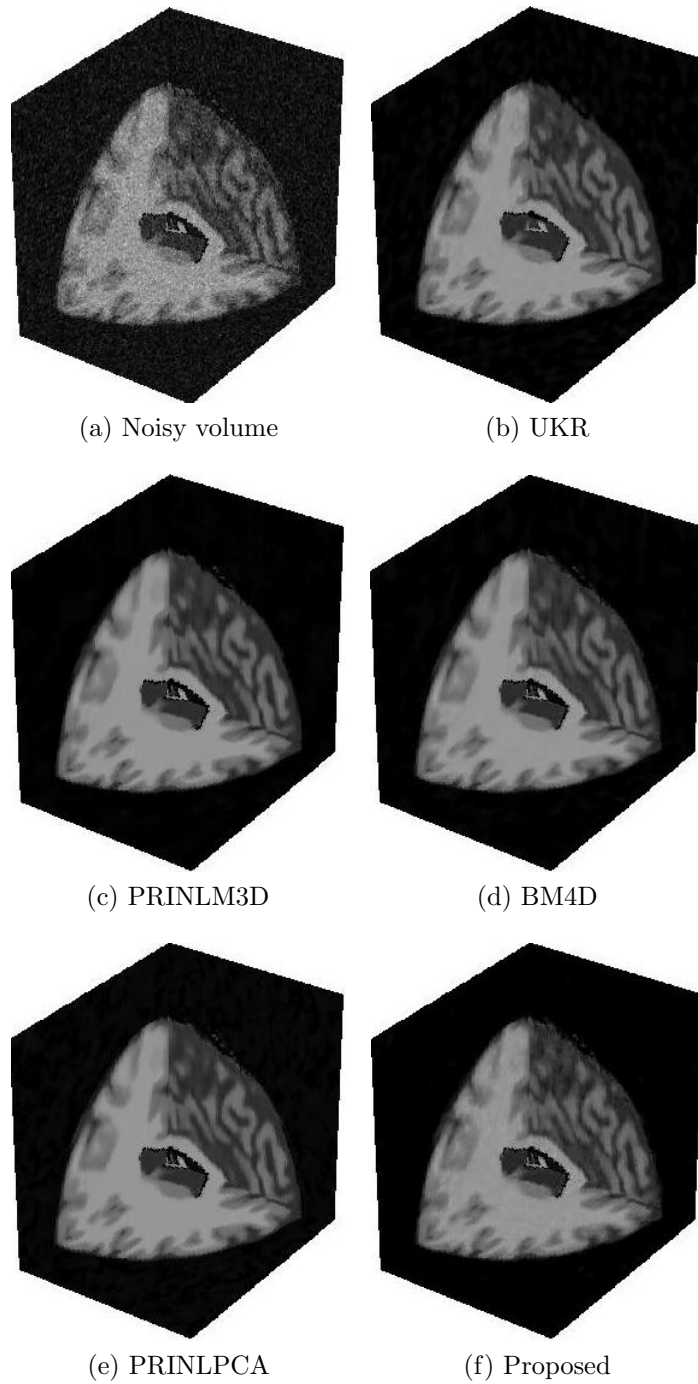 (a) Noisy volume
(b) UKR
(c) PRINLM3D
(d) BM4D
(e) PRINLPCA
(f) Proposed